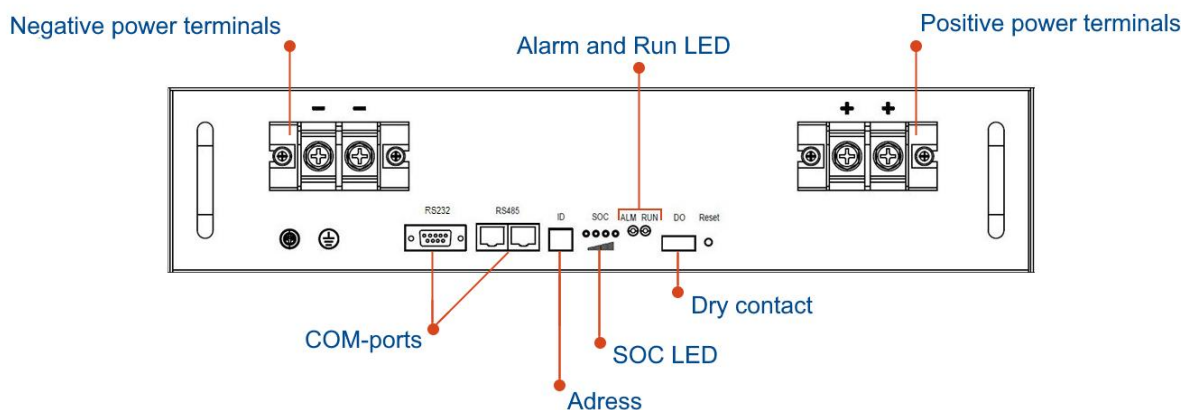 Negative power terminals
Positive power terminals
Alarm and Run LED
RS232
RS485
ID
SOC
ALM RUN
DO
Reset
Dry contact
COM-ports
SOC LED
Adress